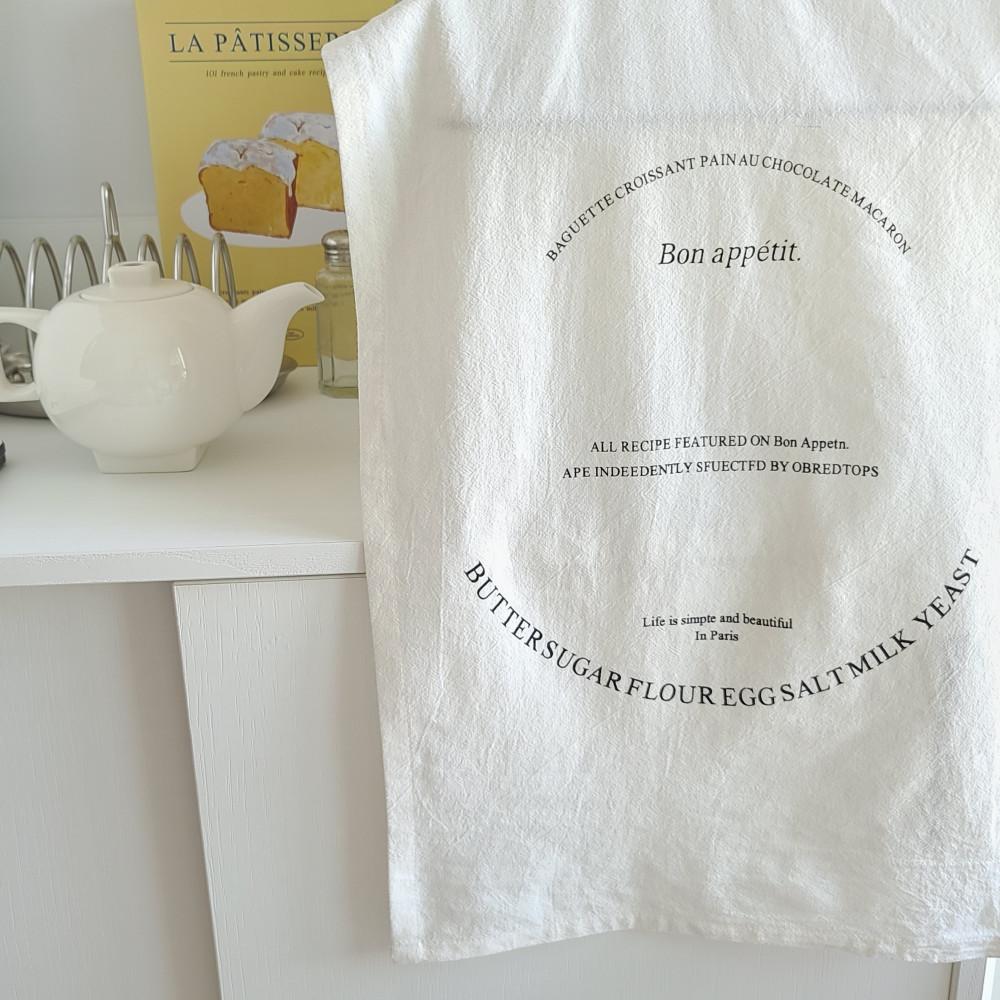 LA PÂTISSER
101 french pastry and cake recip
BAGUETTE CROISSANT PAIN AU CHOCOLATE MACARON
Bon appétit.
ALL RECIPE FEATURED ON Bon Appetn.
APE INDEEDENTLY SFUECTFD BY OBREDTOPS
Life is simpte and beautiful
In Paris
BUTTER SUGAR FLOUR EGG SALT MILK YEAST